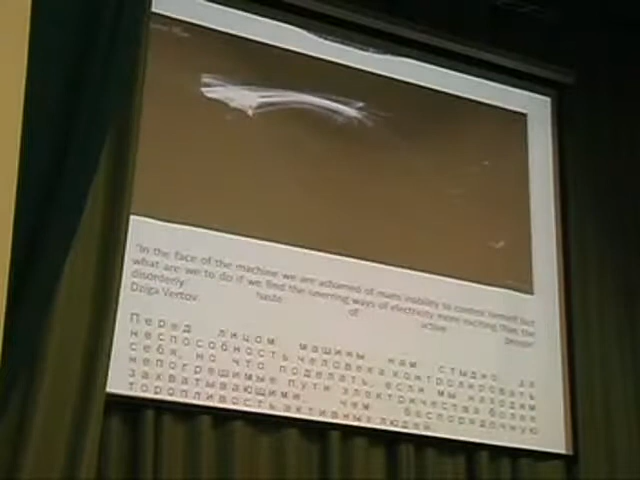 'In the face of the machine we are ashamed of mans inability to control himself but
what are we to do if we find the unerring ways of electricity more exciting than the
disorderly haste of active people'
Dziga Vertov
Перед лицом машины нам стыдно за
неспособность человека контролировать
себя, но что поделать, если мы находим
непогрешимые пути электричества более
захватывающими, чем беспорядочную
торопливость активных людей.